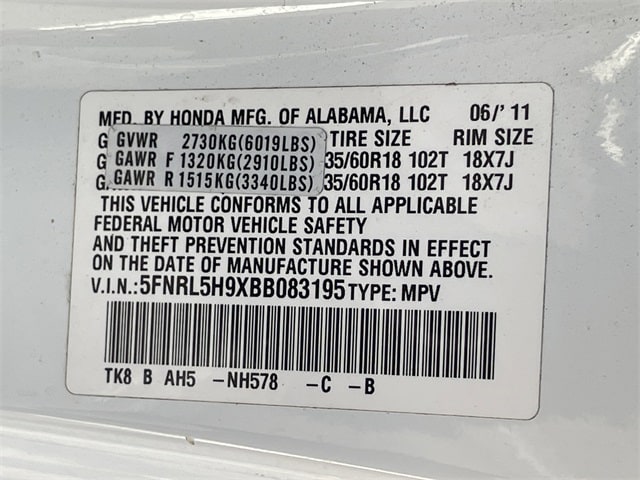 MFD. BY HONDA MFG. OF ALABAMA, LLC 06/'11
GVWR 2730KG(6019LBS) TIRE SIZE RIM SIZE
GAWR F 1320KG(2910LBS) 35/60R18 102T 18X7J
GAWR R 1515KG(3340LBS) 35/60R18 102T 18X7J
THIS VEHICLE CONFORMS TO ALL APPLICABLE
FEDERAL MOTOR VEHICLE SAFETY
AND THEFT PREVENTION STANDARDS IN EFFECT
ON THE DATE OF MANUFACTURE SHOWN ABOVE.
V.I.N.:5FNRL5H9XBB083195 TYPE: MPV
TK8 B AH5 -NH578 -C -B